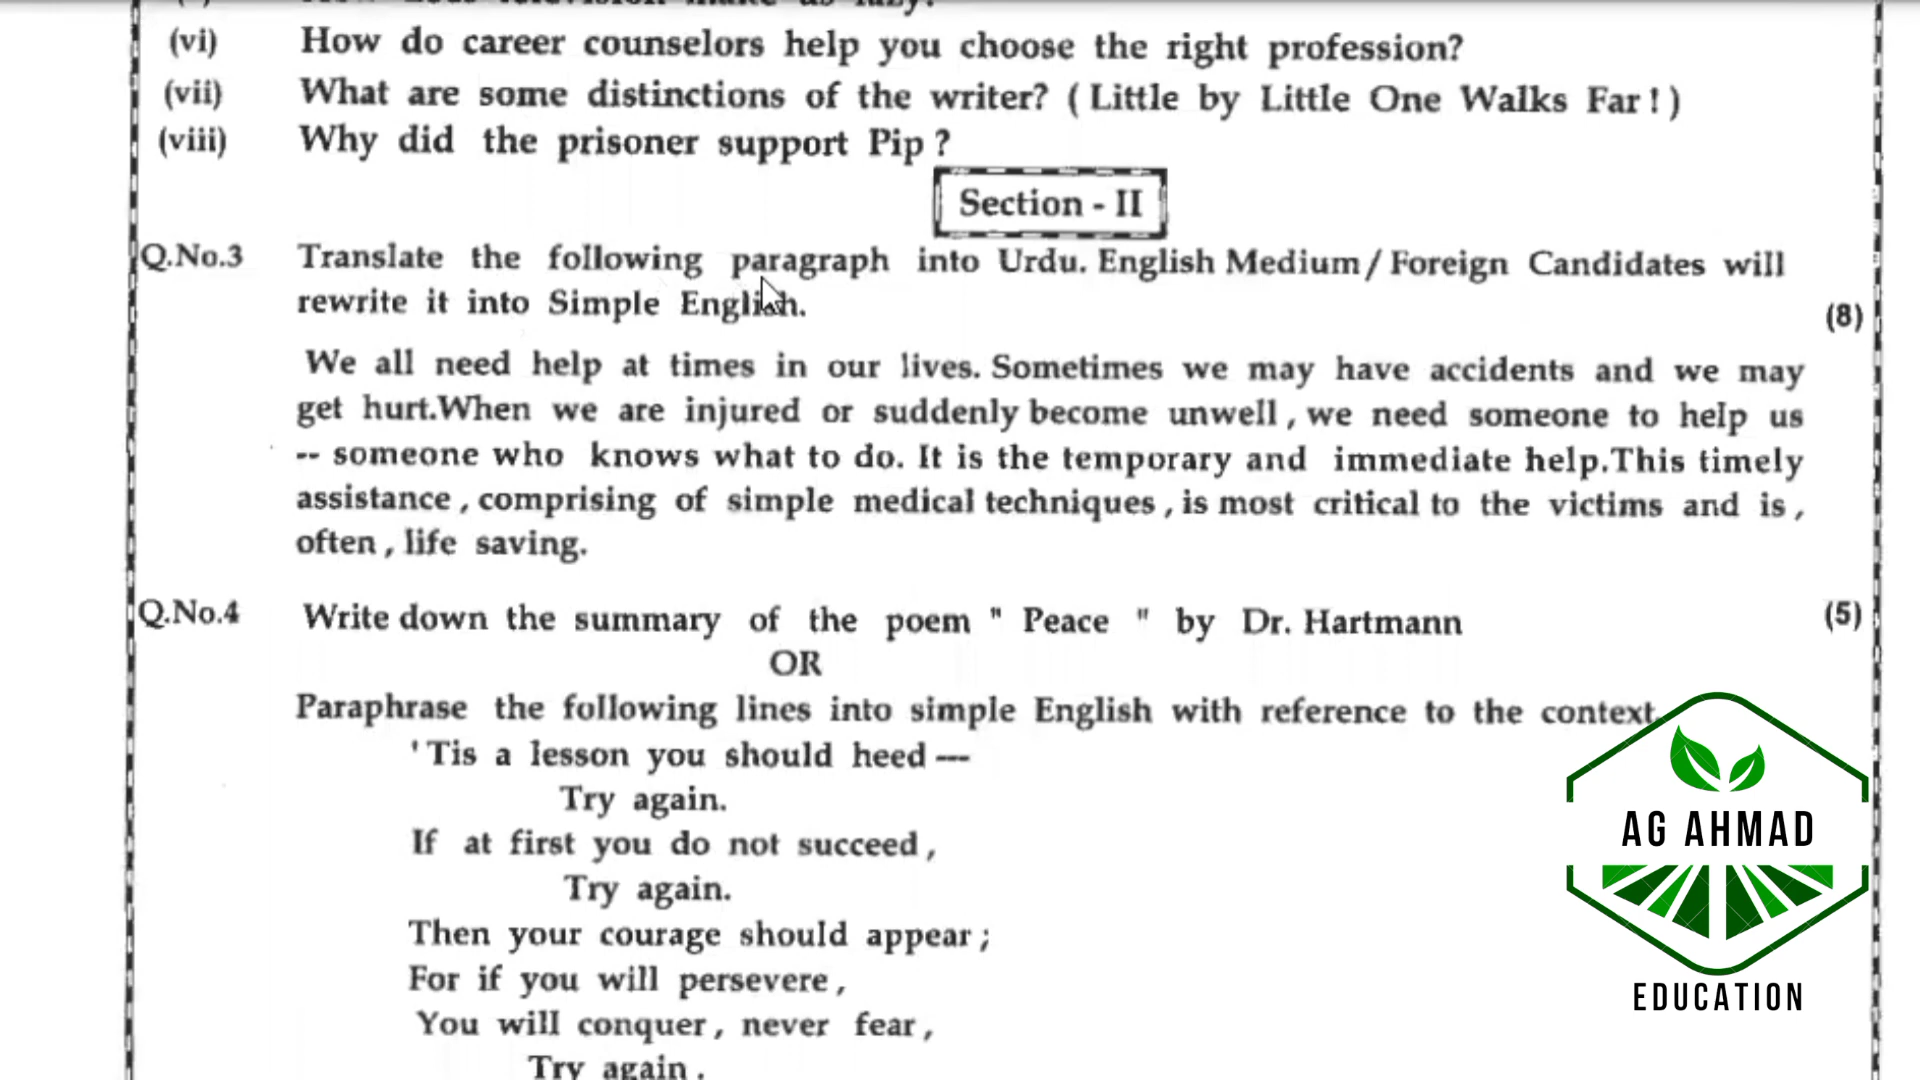 (vi) How do career counselors help you choose the right profession?
(vii) What are some distinctions of the writer? ( Little by Little One Walks Far ! )
(viii) Why did the prisoner support Pip ?
Section - II
Q.No.3 Translate the following paragraph into Urdu. English Medium / Foreign Candidates will
rewrite it into Simple English. (8)
We all need help at times in our lives. Sometimes we may have accidents and we may
get hurt.When we are injured or suddenly become unwell , we need someone to help us
-- someone who knows what to do. It is the temporary and immediate help.This timely
assistance , comprising of simple medical techniques , is most critical to the victims and is ,
often , life saving.
Q.No.4 Write down the summary of the poem " Peace " by Dr. Hartmann (5)
OR
Paraphrase the following lines into simple English with reference to the context.
' Tis a lesson you should heed ---
Try again.
If at first you do not succeed ,
Try again.
Then your courage should appear ;
For if you will persevere ,
You will conquer , never fear ,
Try again .
AG AHMAD
EDUCATION